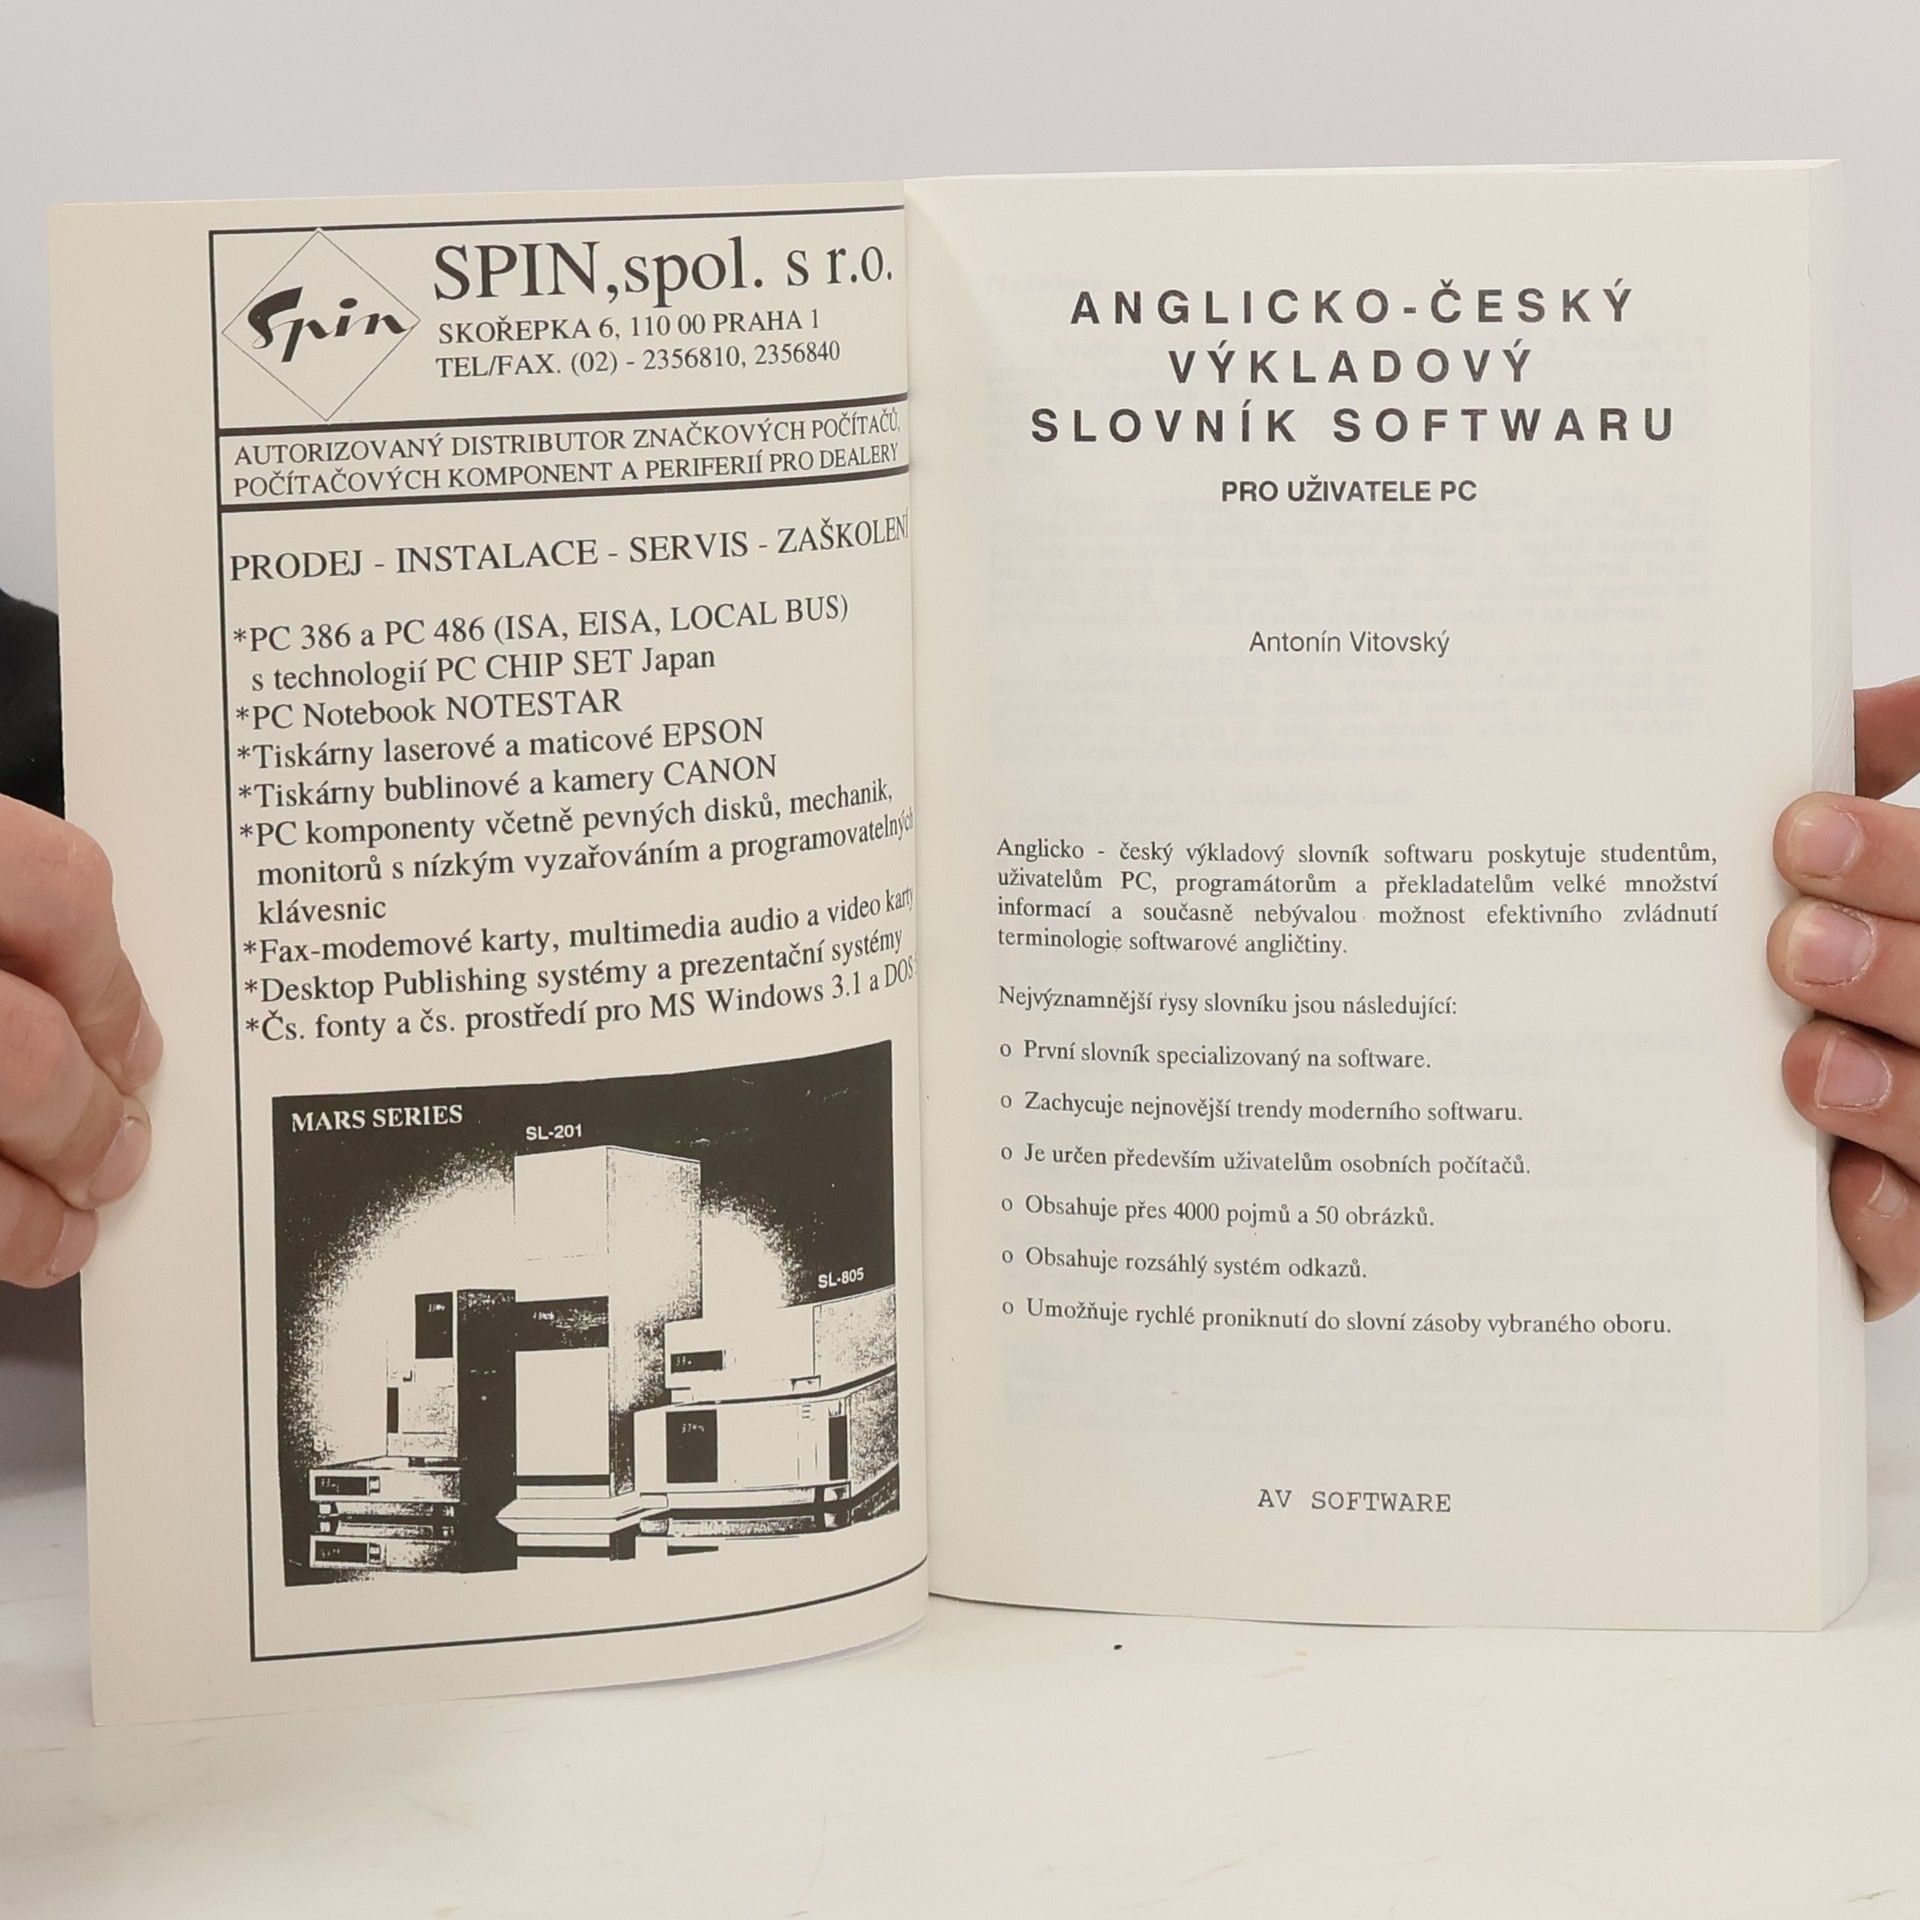 Spin
SPIN,spol. s r.o.
SKOŘEPKA 6, 110 00 PRAHA 1
TEL/FAX. (02) - 2356810, 2356840
AUTORIZOVANÝ DISTRIBUTOR ZNAČKOVÝCH POČÍTAČŮ,
POČÍTAČOVÝCH KOMPONENT A PERIFERIÍ PRO DEALERY
PRODEJ - INSTALACE - SERVIS - ZAŠKOLENÍ
*PC 386 a PC 486 (ISA, EISA, LOCAL BUS)
s technologií PC CHIP SET Japan
*PC Notebook NOTESTAR
*Tiskárny laserové a maticové EPSON
*Tiskárny bublinové a kamery CANON
*PC komponenty včetně pevných disků, mechanik,
monitorů s nízkým vyzařováním a programovatelných
klávesnic
*Fax-modemové karty, multimedia audio a video karty
*Desktop Publishing systémy a prezentační systémy
*Čs. fonty a čs. prostředí pro MS Windows 3.1 a DOS
MARS SERIES
SL-201
SL-805
ANGLICKO-ČESKÝ
VÝKLADOVÝ
SLOVNÍK SOFTWARU
PRO UŽIVATELE PC
Antonín Vitovský
Anglicko - český výkladový slovník softwaru poskytuje studentům,
uživatelům PC, programátorům a překladatelům velké množství
informací a současně nebývalou možnost efektivního zvládnutí
terminologie softwarové angličtiny.
Nejvýznamnější rysy slovníku jsou následující:
o První slovník specializovaný na software.
o Zachycuje nejnovější trendy moderního softwaru.
o Je určen především uživatelům osobních počítačů.
o Obsahuje přes 4000 pojmů a 50 obrázků.
o Obsahuje rozsáhlý systém odkazů.
o Umožňuje rychlé proniknutí do slovní zásoby vybraného oboru.
AV SOFTWARE